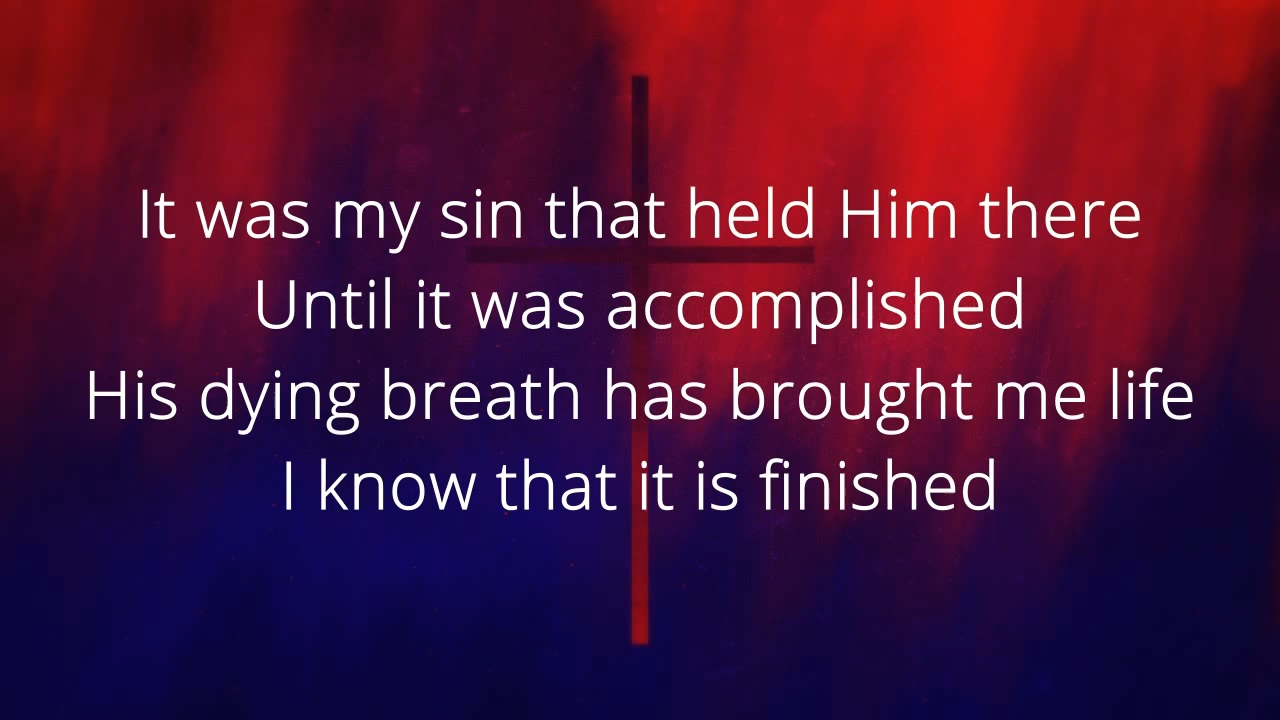 It was my sin that held Him there
Until it was accomplished
His dying breath has brought me life
I know that it is finished